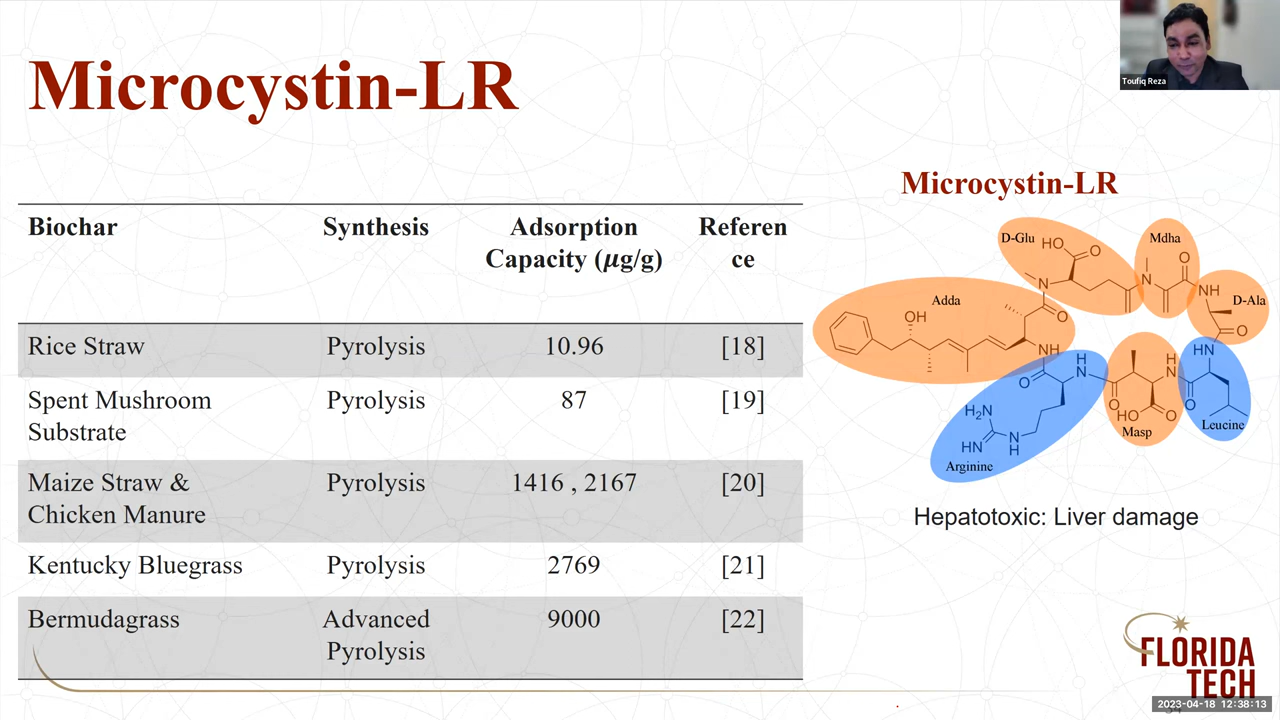 Microcystin-LR
Toufiq Reza
Biochar
Synthesis
Adsorption
Capacity (μg/g)
Referen
ce
Rice Straw
Pyrolysis
10.96
[18]
Spent Mushroom
Substrate
Pyrolysis
87
[19]
Maize Straw &
Chicken Manure
Pyrolysis
1416 , 2167
[20]
Kentucky Bluegrass
Pyrolysis
2769
[21]
Bermudagrass
Advanced
Pyrolysis
9000
[22]
Microcystin-LR
D-Glu
HO
O
O
Mdha
N
N
O
NH
D-Ala
Adda
OH
O
O
NH
HN
O
H
N
H
N
O
O
O
HO
O
H₂N
HN
N
H
Masp
Leucine
Arginine
Hepatotoxic: Liver damage
FLORIDA
TECH
2023-04-18 12:38:13